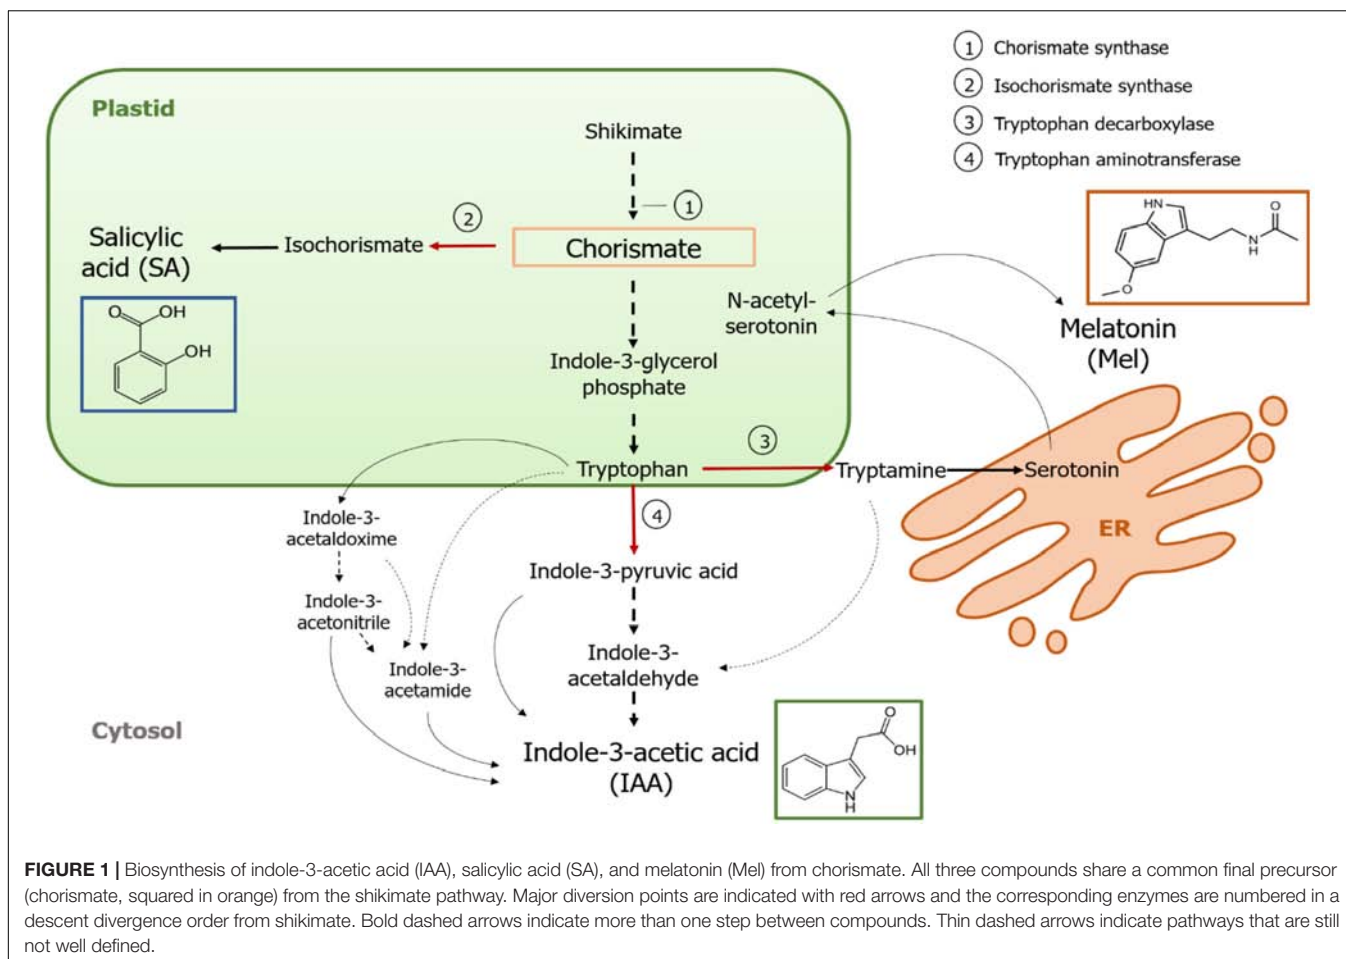 1 Chorismate synthase
2 Isochorismate synthase
3 Tryptophan decarboxylase
4 Tryptophan aminotransferase
Plastid
Shikimate
1
2
Salicylic
acid (SA)
Isochorismate
Chorismate
O
OH
OH
HN
O
N
H
O
N-acetyl-
serotonin
Melatonin
(Mel)
Indole-3-glycerol
phosphate
3
Tryptophan
Tryptamine
Serotonin
ER
4
Indole-3-
acetaldoxime
Indole-3-pyruvic acid
Indole-3-
acetonitrile
Indole-3-
acetamide
Indole-3-
acetaldehyde
Cytosol
Indole-3-acetic acid
(IAA)
O
OH
N
H
FIGURE 1 | Biosynthesis of indole-3-acetic acid (IAA), salicylic acid (SA), and melatonin (Mel) from chorismate. All three compounds share a common final precursor
(chorismate, squared in orange) from the shikimate pathway. Major diversion points are indicated with red arrows and the corresponding enzymes are numbered in a
descent divergence order from shikimate. Bold dashed arrows indicate more than one step between compounds. Thin dashed arrows indicate pathways that are still
not well defined.